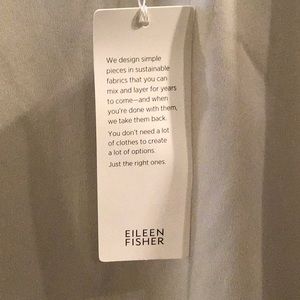 We design simple
pieces in sustainable
fabrics that you can
mix and layer for years
to come—and when
you're done with them,
we take them back.
You don't need a lot
of clothes to create
a lot of options.
Just the right ones.
EILEEN
FISHER